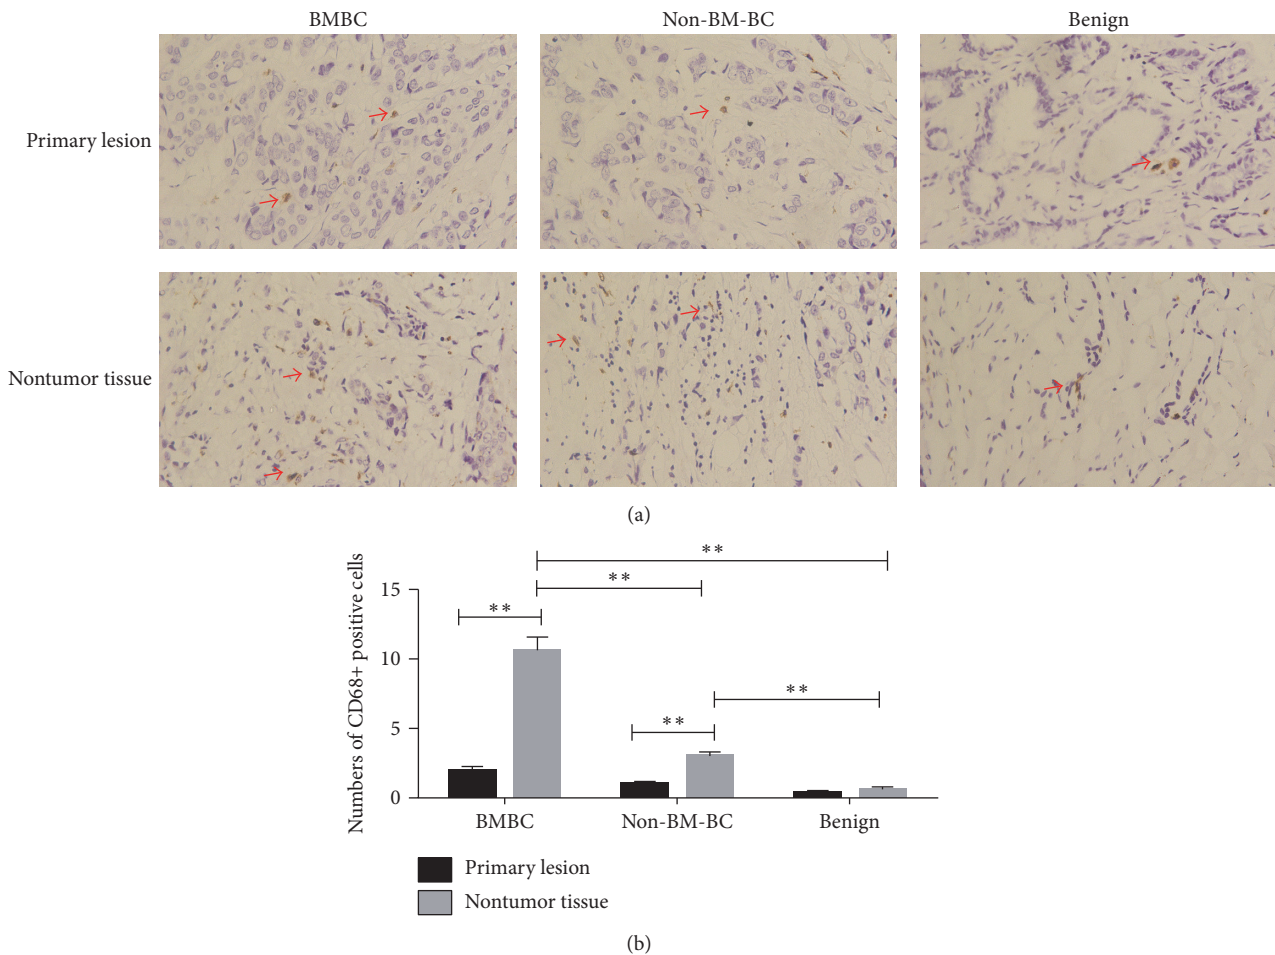 BMBC
Non-BM-BC
Benign
Primary lesion
Nontumor tissue
(a)
Numbers of CD68+ positive cells
15
10
5
0
**
**
**
**
**
BMBC
Non-BM-BC
Benign
Primary lesion
Nontumor tissue
(b)